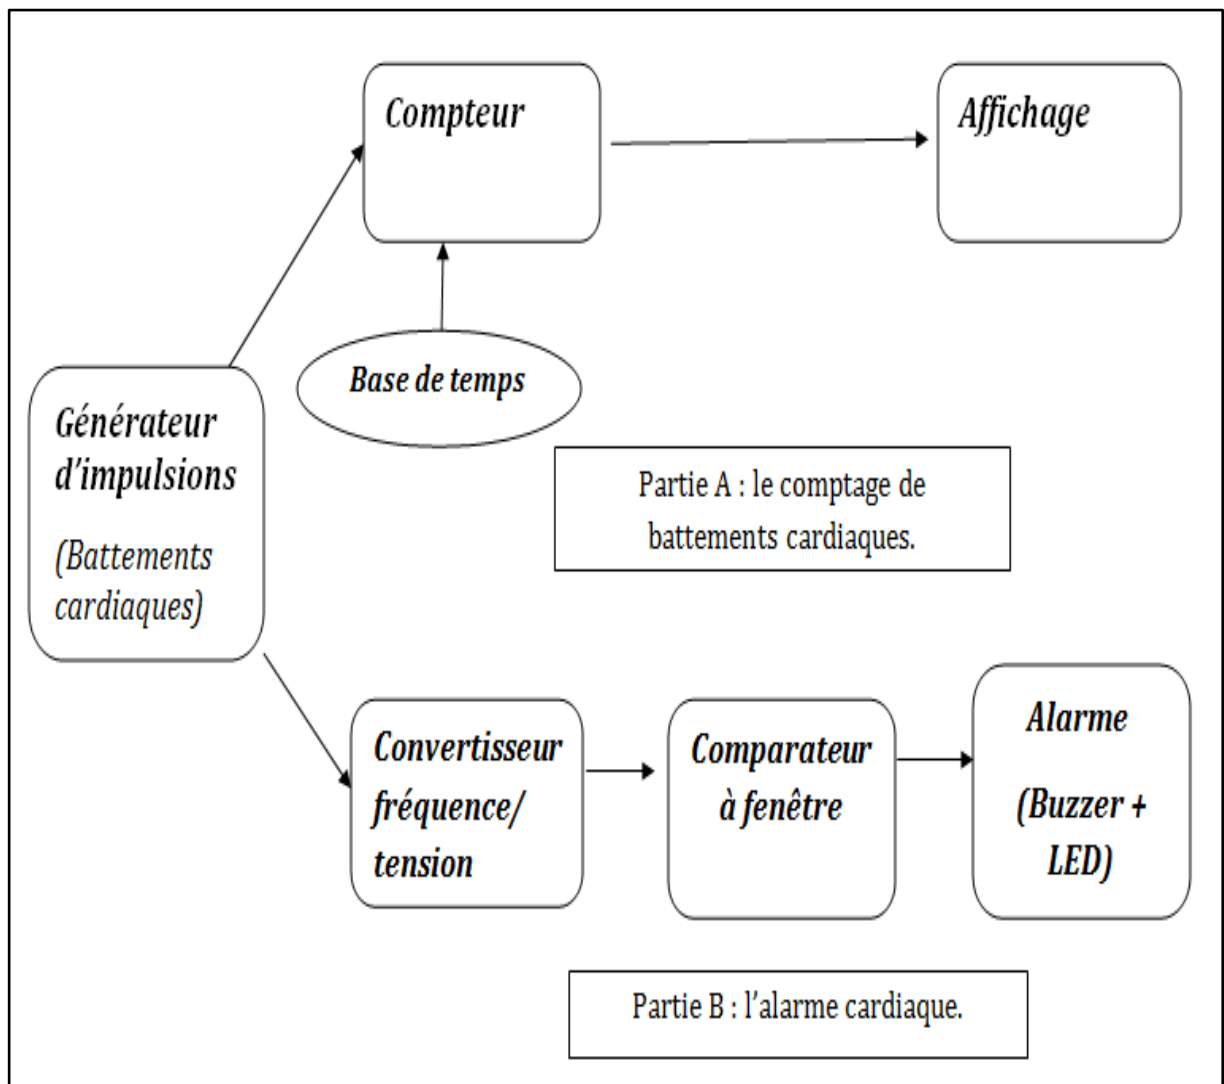 Compteur
Affichage
Base de temps
Générateur
d'impulsions
(Battements
cardiaques)
Partie A : le comptage de
battements cardiaques.
Convertisseur
fréquence/
tension
Comparateur
à fenêtre
Alarme
(Buzzer +
LED)
Partie B : l'alarme cardiaque.